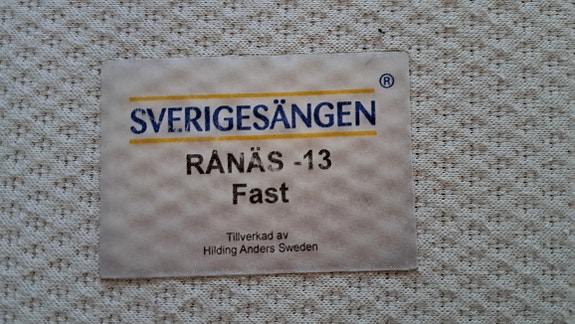 SVERIGESÄNGEN ®
RÅNÄS -13
Fast
Tillverkad av
Hilding Anders Sweden